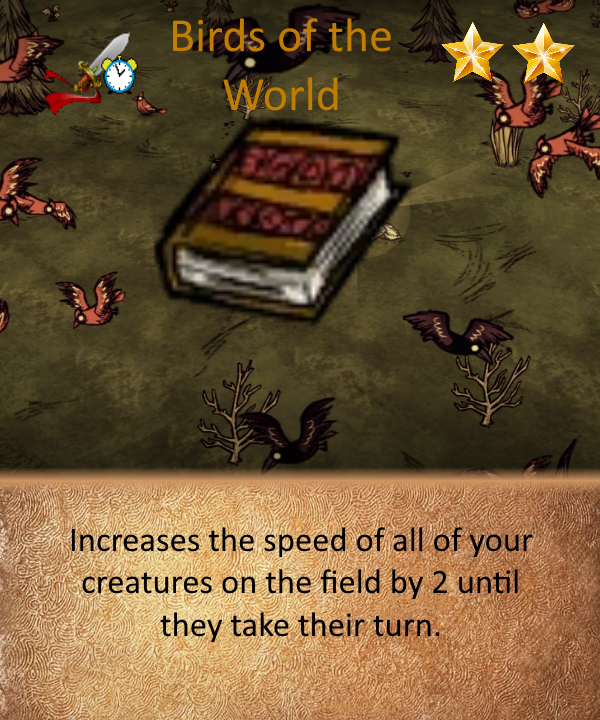 Birds of the
World
Increases the speed of all of your
creatures on the field by 2 until
they take their turn.